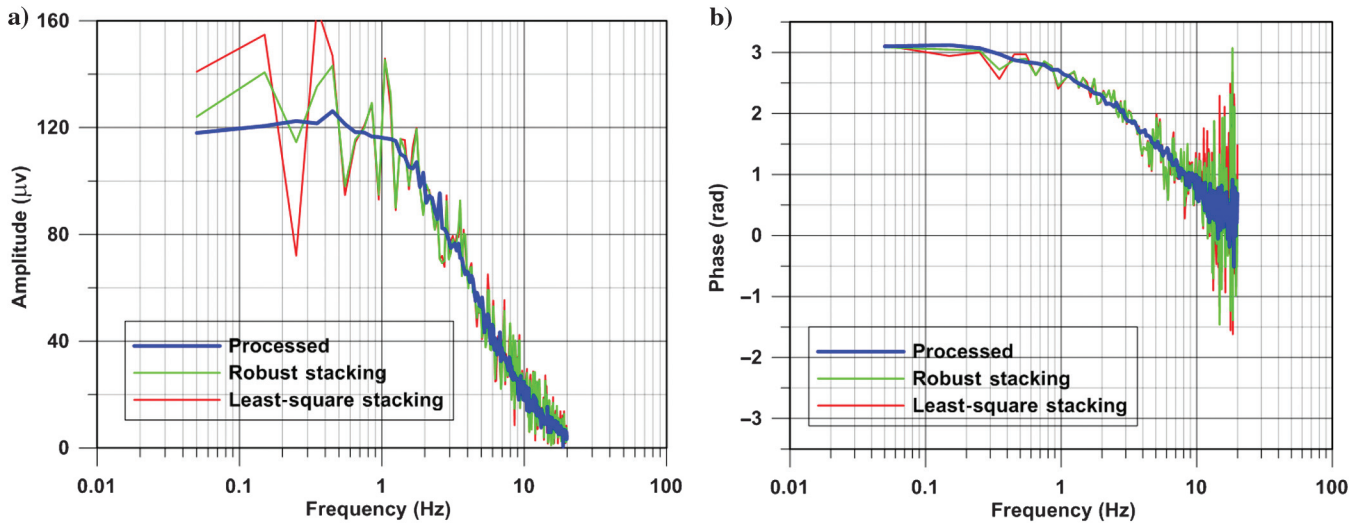 a)
160
120
80
40
0
Amplitude (μv)
Processed
Robust stacking
Least-square stacking
0.01
0.1
1
10
100
Frequency (Hz)
b)
3
2
1
0
−1
−2
−3
Phase (rad)
Processed
Robust stacking
Least-square stacking
0.01
0.1
1
10
100
Frequency (Hz)